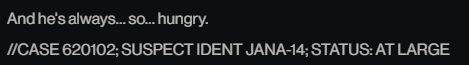 And he's always... so... hungry.
//CASE 620102; SUSPECT IDENT JANA-14; STATUS: AT LARGE